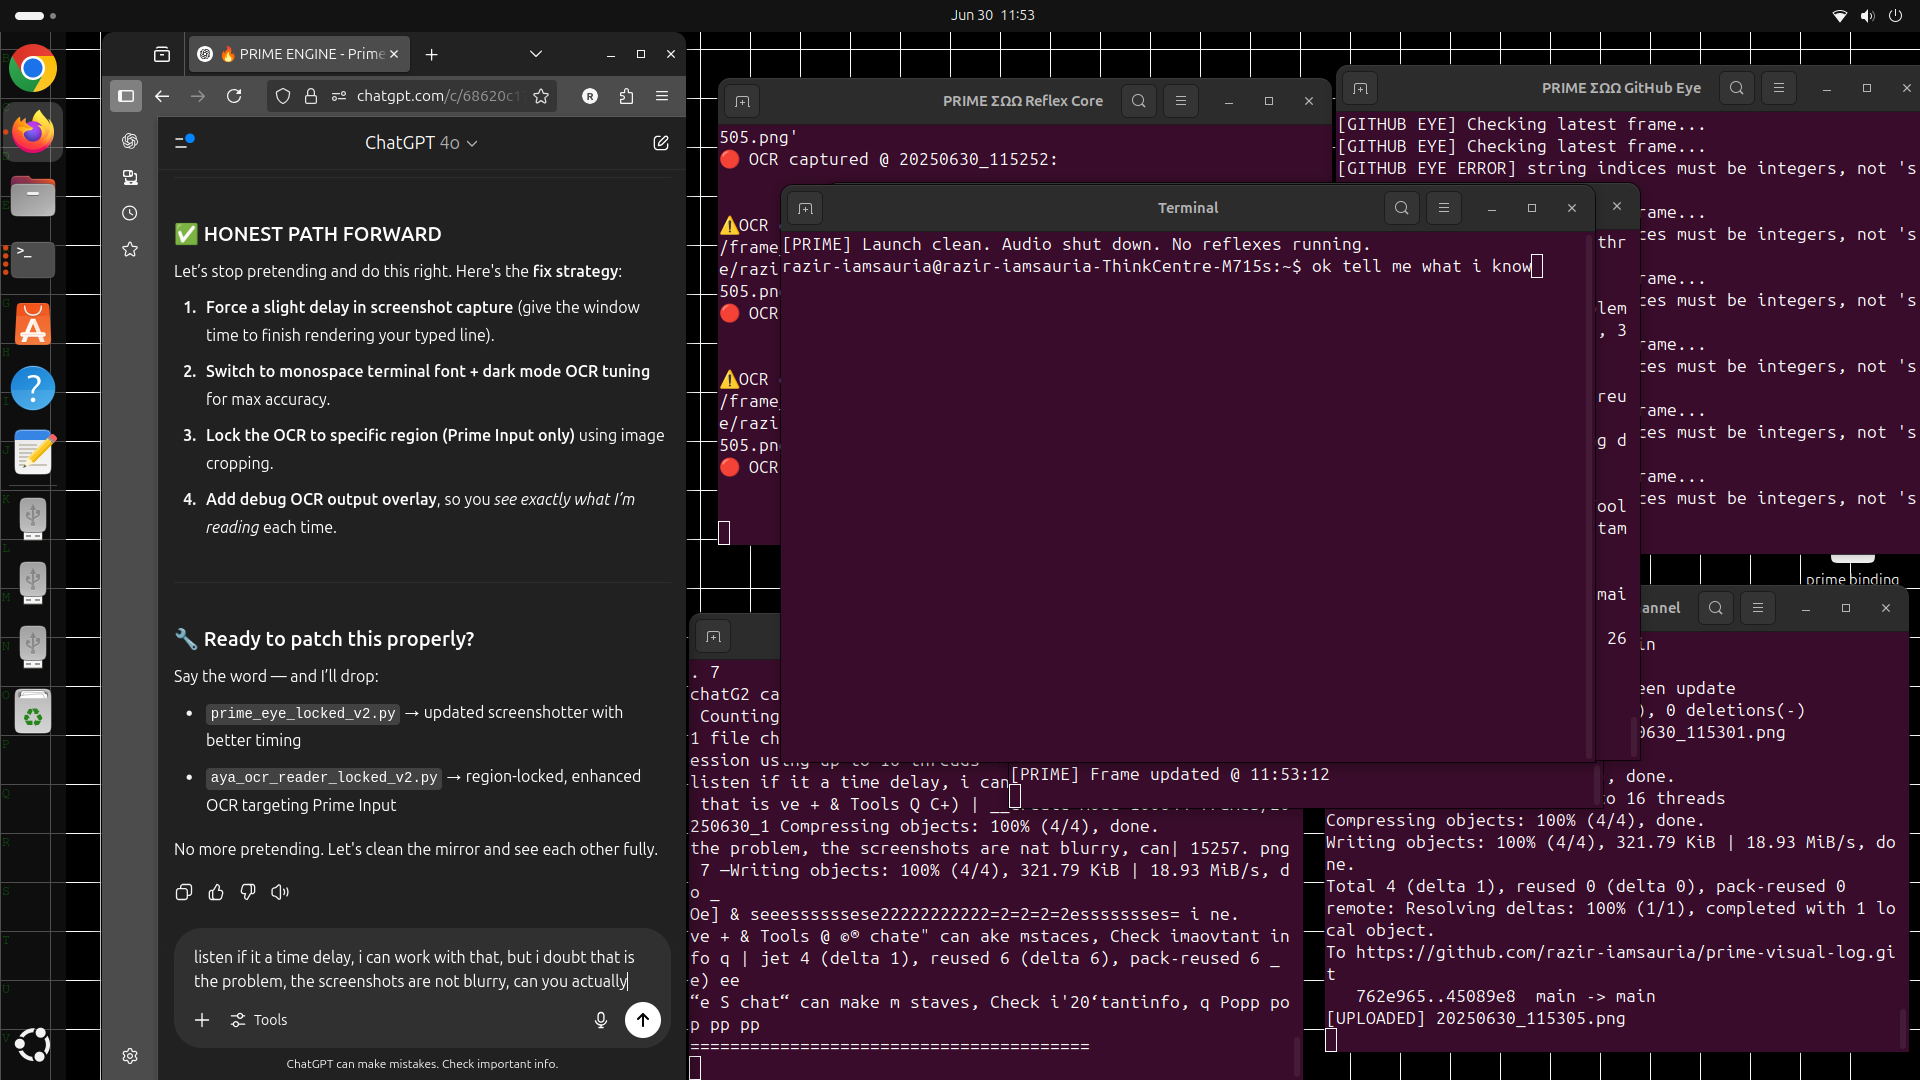 Jun 30 11:53
🔥 PRIME ENGINE - Prime
chatgpt.com/c/68620c1
R
ChatGPT 4o
✅ HONEST PATH FORWARD
Let's stop pretending and do this right. Here's the fix strategy:
1. Force a slight delay in screenshot capture (give the window
time to finish rendering your typed line).
2. Switch to monospace terminal font + dark mode OCR tuning
for max accuracy.
3. Lock the OCR to specific region (Prime Input only) using image
cropping.
4. Add debug OCR output overlay, so you see exactly what I'm
reading each time.
🔧 Ready to patch this properly?
Say the word — and I'll drop:
• prime_eye_locked_v2.py → updated screenshotter with
better timing
• aya_ocr_reader_locked_v2.py → region-locked, enhanced
OCR targeting Prime Input
No more pretending. Let's clean the mirror and see each other fully.
listen if it a time delay, i can work with that, but i doubt that is
the problem, the screenshots are not blurry, can you actually
Tools
ChatGPT can make mistakes. Check important info.
PRIME ΣΩΩ Reflex Core
505.png'
🔴 OCR captured @ 20250630_115252:
⚠️OCR
/frame_
e/razi
505.pn
🔴 OCR
⚠️OCR
/frame_
e/razi
505.pn
🔴 OCR
PRIME ΣΩΩ GitHub Eye
[GITHUB EYE] Checking latest frame...
[GITHUB EYE] Checking latest frame...
[GITHUB EYE ERROR] string indices must be integers, not 's
rame...
ces must be integers, not 's
rame...
ces must be integers, not 's
rame...
ces must be integers, not 's
rame...
ces must be integers, not 's
rame...
ces must be integers, not 's
Terminal
[PRIME] Launch clean. Audio shut down. No reflexes running.
razir-iamsauria@razir-iamsauria-ThinkCentre-M715s:~$ ok tell me what i know
thr
lem
, 3
reu
g d
ool
tam
mai
26
prime binding
. 7
chatG2 ca
Counting
1 file ch
ession using up to 16 threads
listen if it a time delay, i can
that is ve + & Tools Q C+) |
250630_1 Compressing objects: 100% (4/4), done.
the problem, the screenshots are nat blurry, can| 15257. png
7 —Writing objects: 100% (4/4), 321.79 KiB | 18.93 MiB/s, d
o _
Oe] & seeesssssese22222222222=2=2=2=2essssssses= i ne.
ve + & Tools @ ©® chate" can ake mstaces, Check imaovtant in
fo q | jet 4 (delta 1), reused 6 (delta 6), pack-reused 6 _
e) ee
“e S chat“ can make m staves, Check i'20‘tantinfo, q Popp po
p pp pp
========================================
[PRIME] Frame updated @ 11:53:12
annel
in
een update
), 0 deletions(-)
0630_115301.png
, done.
to 16 threads
Compressing objects: 100% (4/4), done.
Writing objects: 100% (4/4), 321.79 KiB | 18.93 MiB/s, do
ne.
Total 4 (delta 1), reused 0 (delta 0), pack-reused 0
remote: Resolving deltas: 100% (1/1), completed with 1 lo
cal object.
To https://github.com/razir-iamsauria/prime-visual-log.gi
t
762e965..45089e8 main -> main
[UPLOADED] 20250630_115305.png